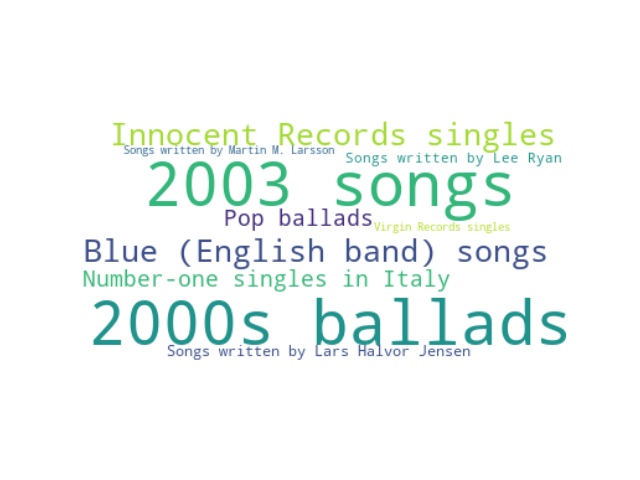 Innocent Records singles
Songs written by Martin M. Larsson
Songs written by Lee Ryan
2003 songs
Pop ballads
Virgin Records singles
Blue (English band) songs
Number-one singles in Italy
2000s ballads
Songs written by Lars Halvor Jensen